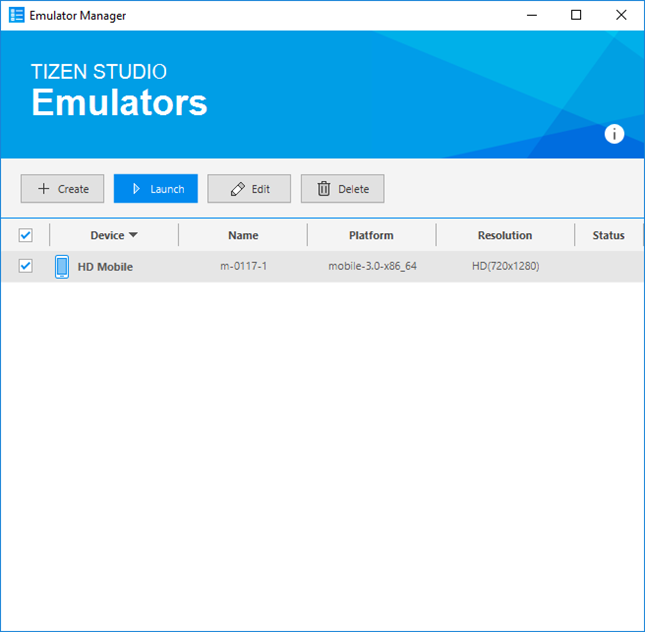 Emulator Manager
TIZEN STUDIO
Emulators
Create Launch Edit Delete
Device Name Platform Resolution Status
HD Mobile m-0117-1 mobile-3.0-x86_64 HD(720x1280)